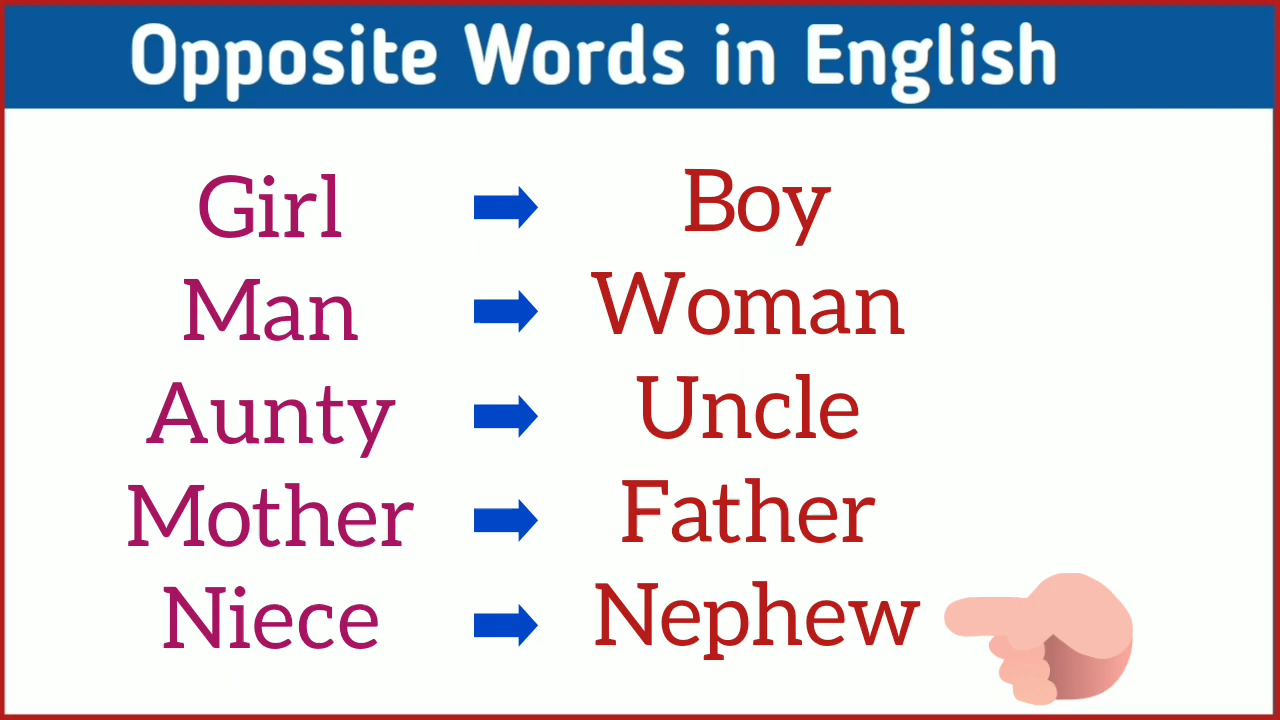 Opposite Words in English
Girl ➡ Boy
Man ➡ Woman
Aunty ➡ Uncle
Mother ➡ Father
Niece ➡ Nephew